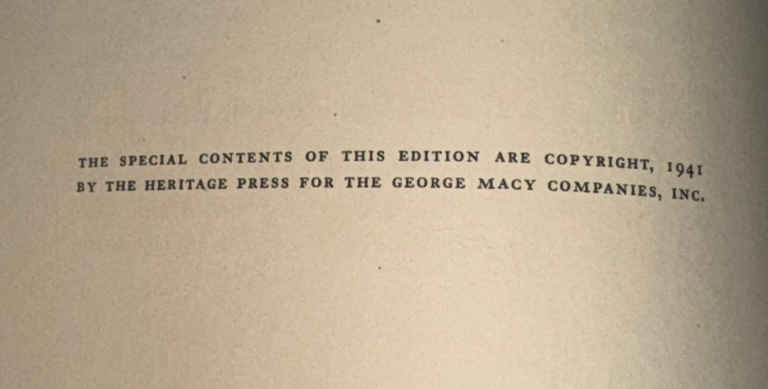 THE SPECIAL CONTENTS OF THIS EDITION ARE COPYRIGHT, 1941
BY THE HERITAGE PRESS FOR THE GEORGE MACY COMPANIES, INC.